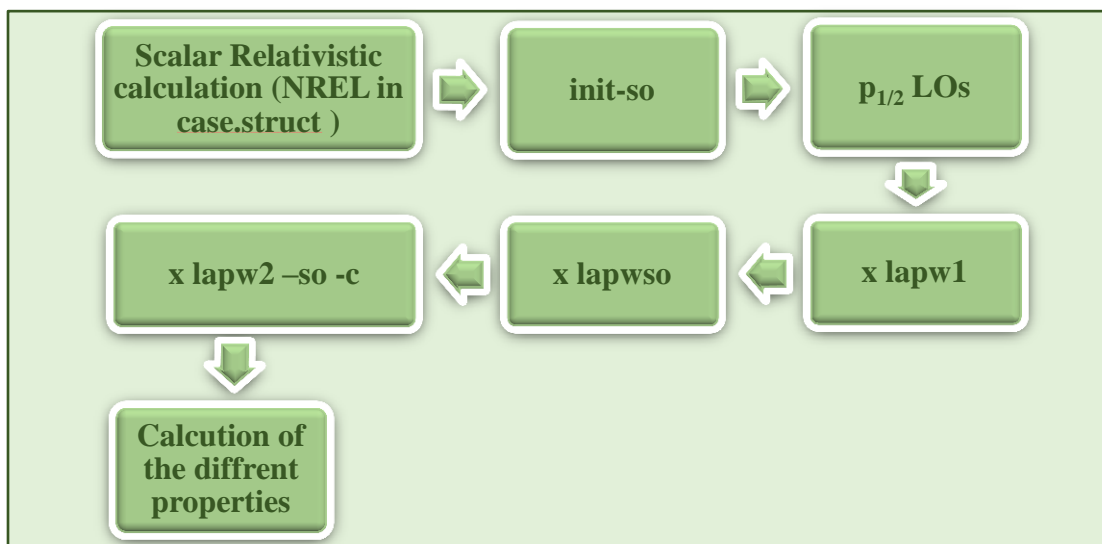 Scalar Relativistic
calculation (NREL in
case.struct )
init-so
p1/2 LOs
x lapw1
x lapwso
x lapw2 –so -c
Calcution of
the diffrent
properties